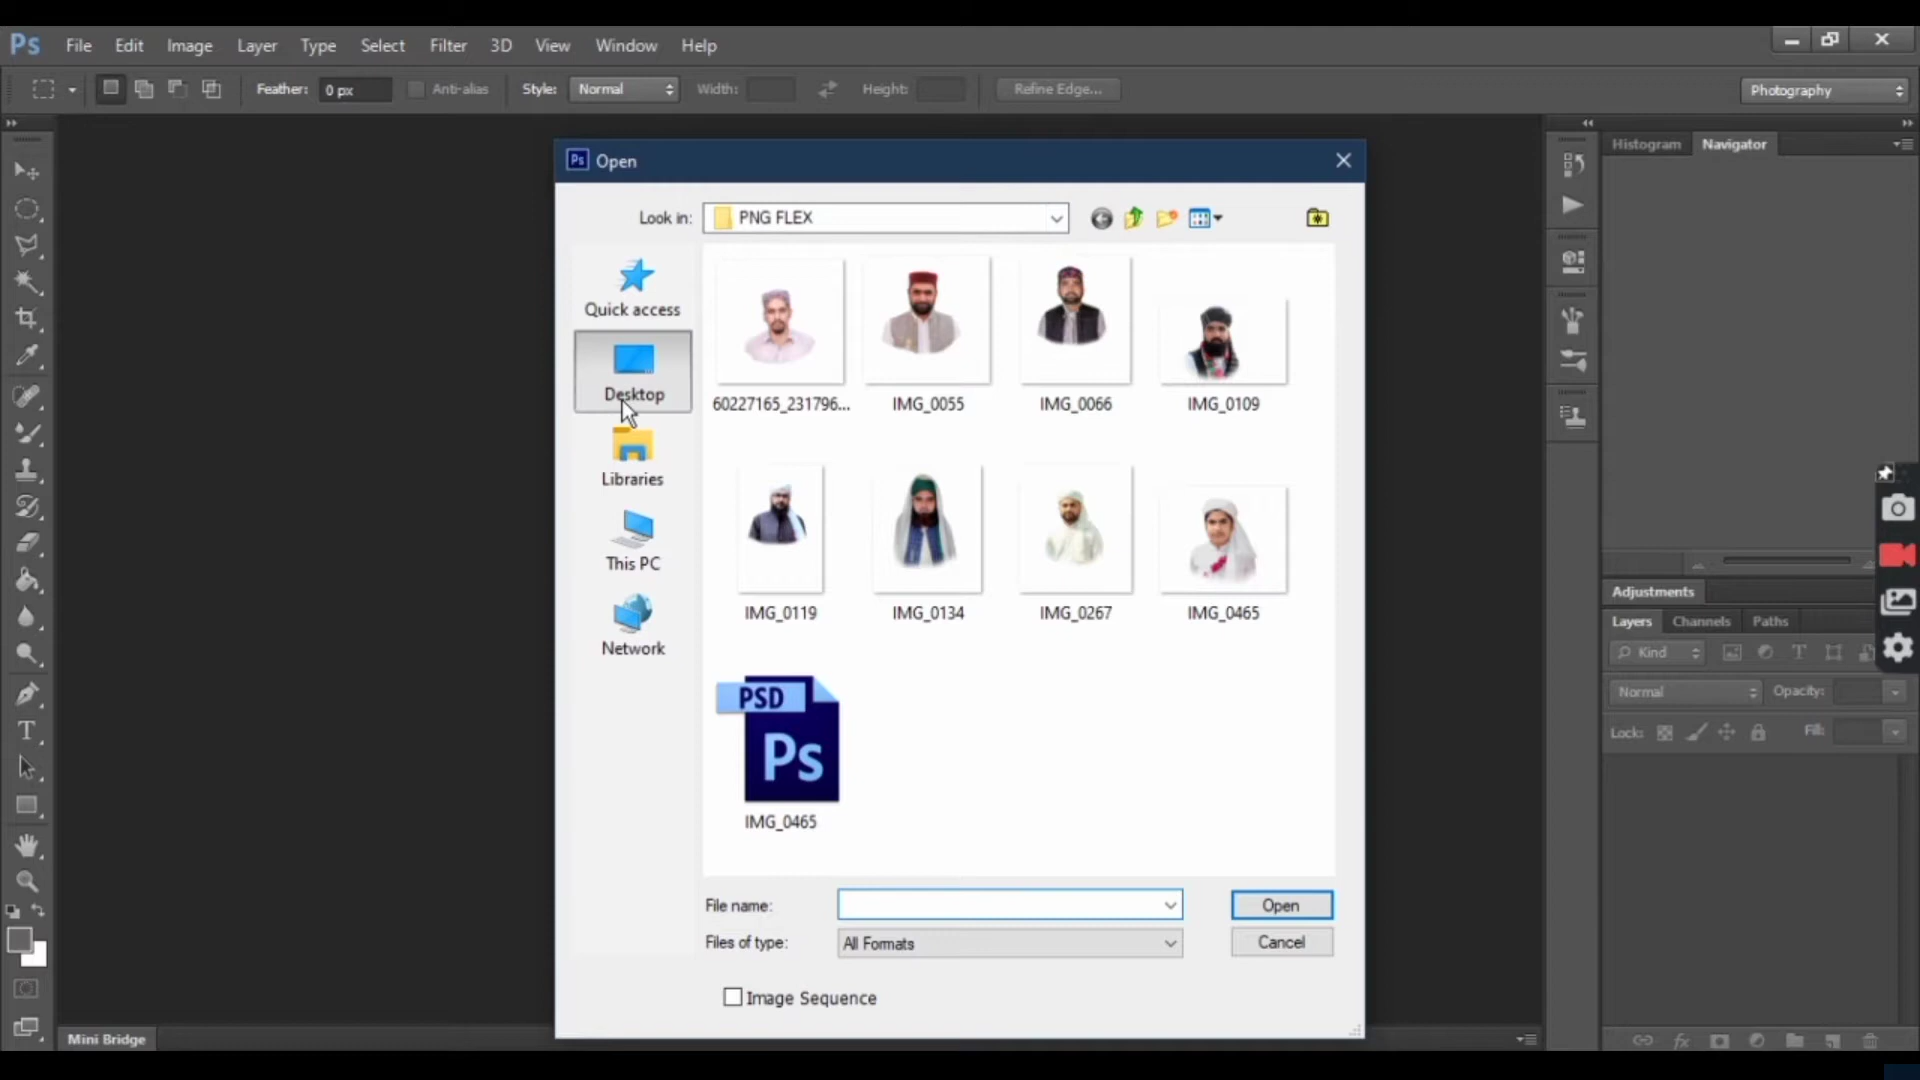 Ps File Edit Image Layer Type Select Filter 3D View Window Help
Feather: 0 px Anti-alias Style: Normal Width: Height: Refine Edge... Photography
Ps Open
Look in: PNG FLEX
Quick access
Desktop
Libraries
This PC
Network
60227165_231796... IMG_0055 IMG_0066 IMG_0109
IMG_0119 IMG_0134 IMG_0267 IMG_0465
PSD
Ps
IMG_0465
File name: Open
Files of type: All Formats Cancel
Image Sequence
Histogram Navigator
Adjustments
Layers Channels Paths
Kind T
Normal Opacity:
Lock: Fill:
T
fx
Mini Bridge